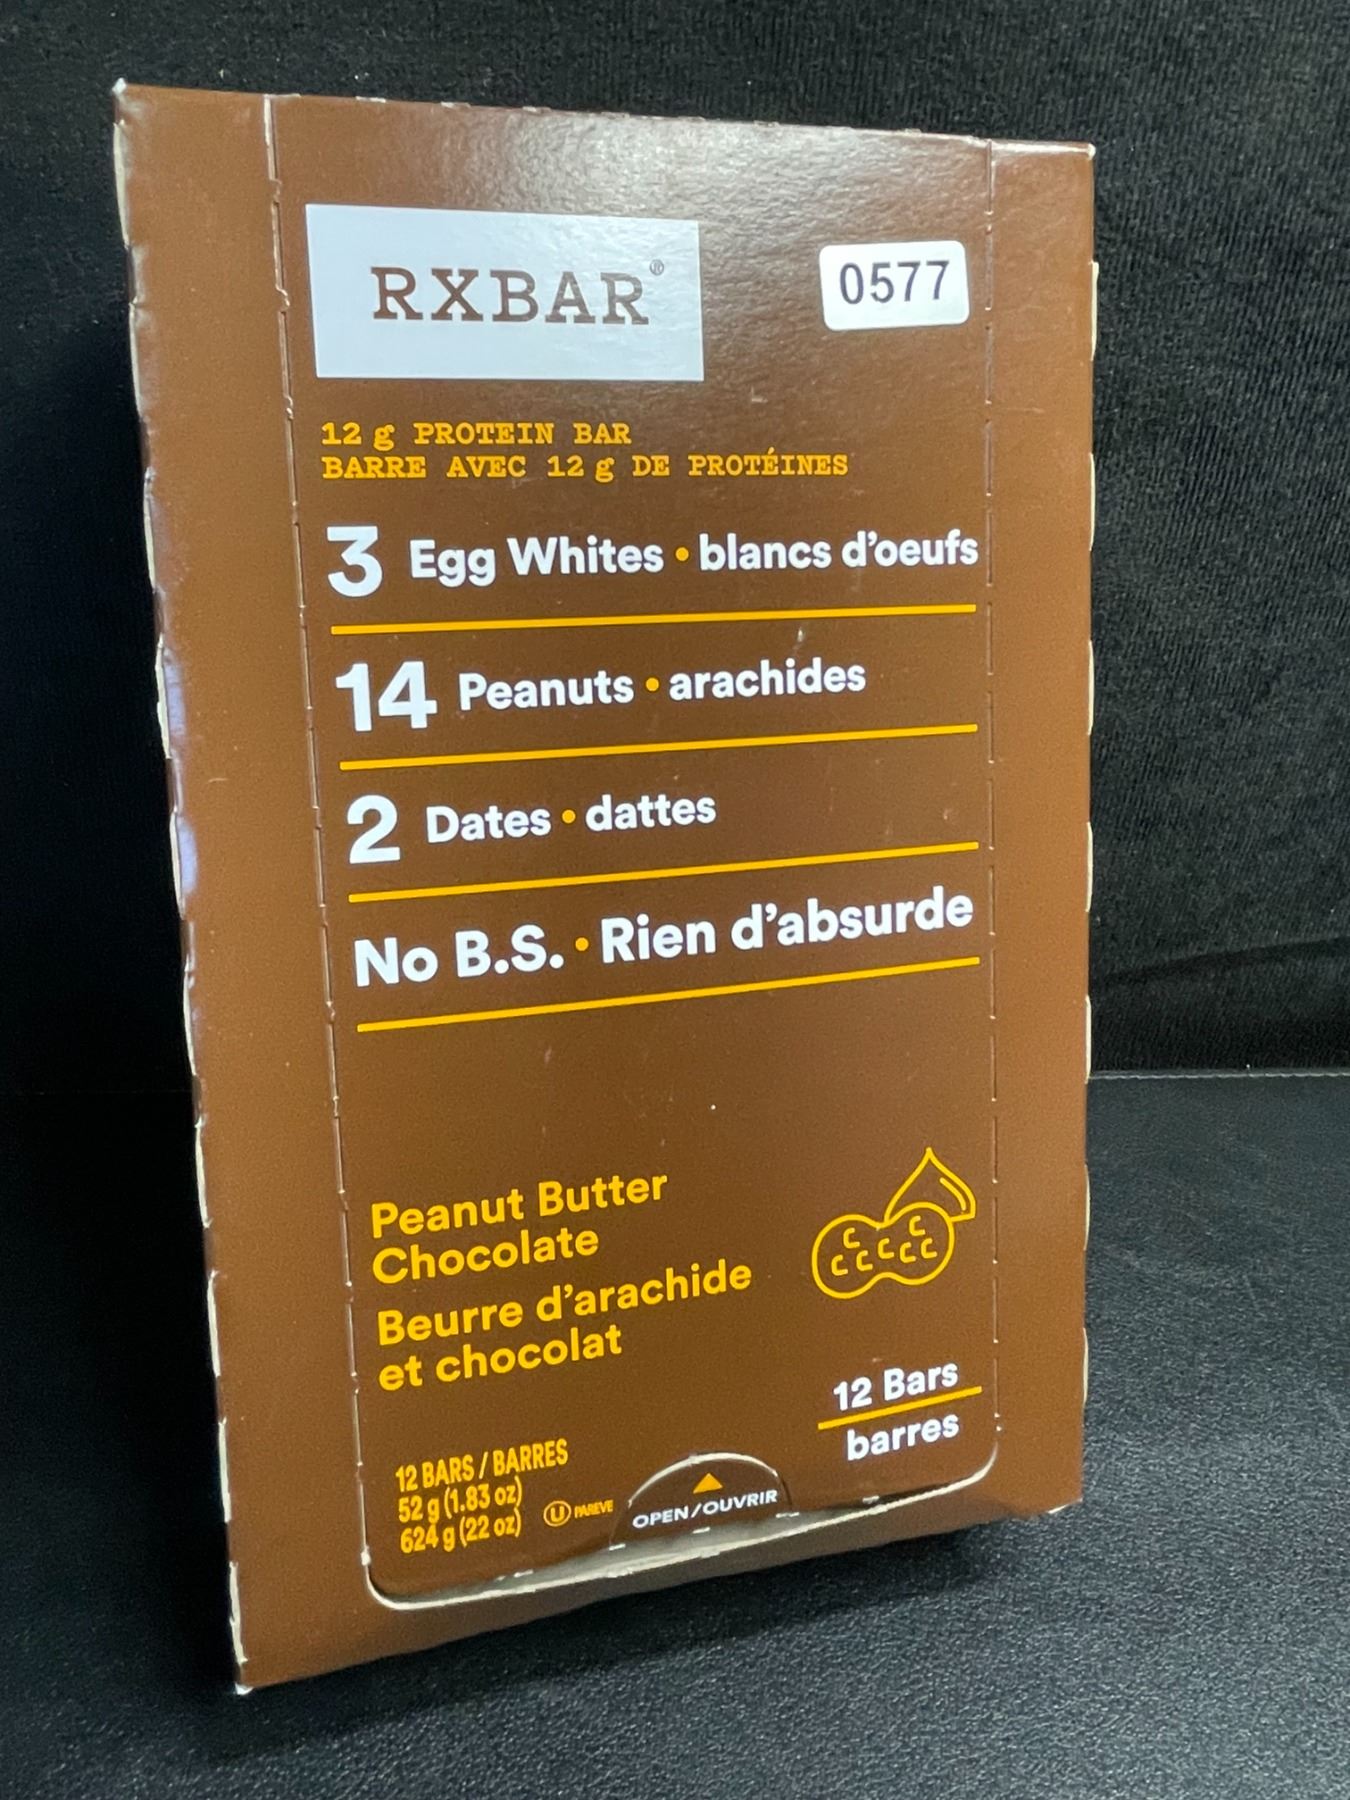 RXBAR®
0577
12 g PROTEIN BAR
BARRE AVEC 12 g DE PROTÉINES
3 Egg Whites • blancs d'oeufs
14 Peanuts • arachides
2 Dates • dattes
No B.S. • Rien d'absurde
Peanut Butter
Chocolate
Beurre d'arachide
et chocolat
C C C C C C C
12 Bars
barres
12 BARS / BARRES
52 g (1.83 oz)
624 g (22 oz)
U PAREVE
OPEN/OUVRIR